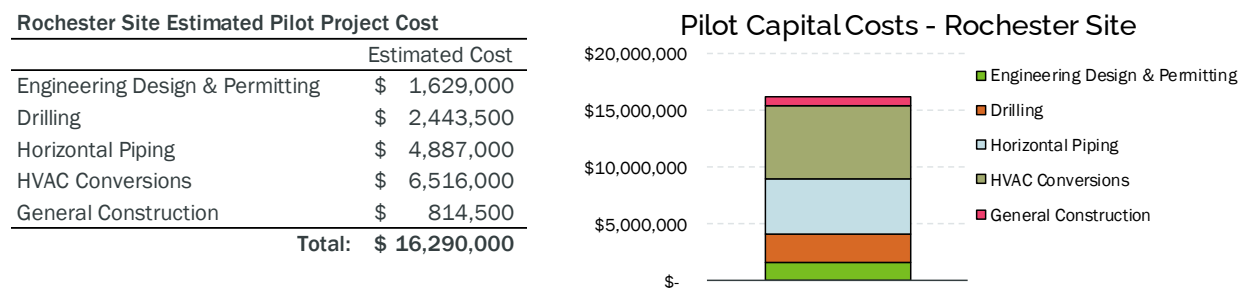 Rochester Site Estimated Pilot Project Cost
Estimated Cost
Engineering Design & Permitting $ 1,629,000
Drilling $ 2,443,500
Horizontal Piping $ 4,887,000
HVAC Conversions $ 6,516,000
General Construction $ 814,500
Total: $ 16,290,000
Pilot Capital Costs - Rochester Site
$20,000,000
$15,000,000
$10,000,000
$5,000,000
$-
Engineering Design & Permitting
Drilling
Horizontal Piping
HVAC Conversions
General Construction